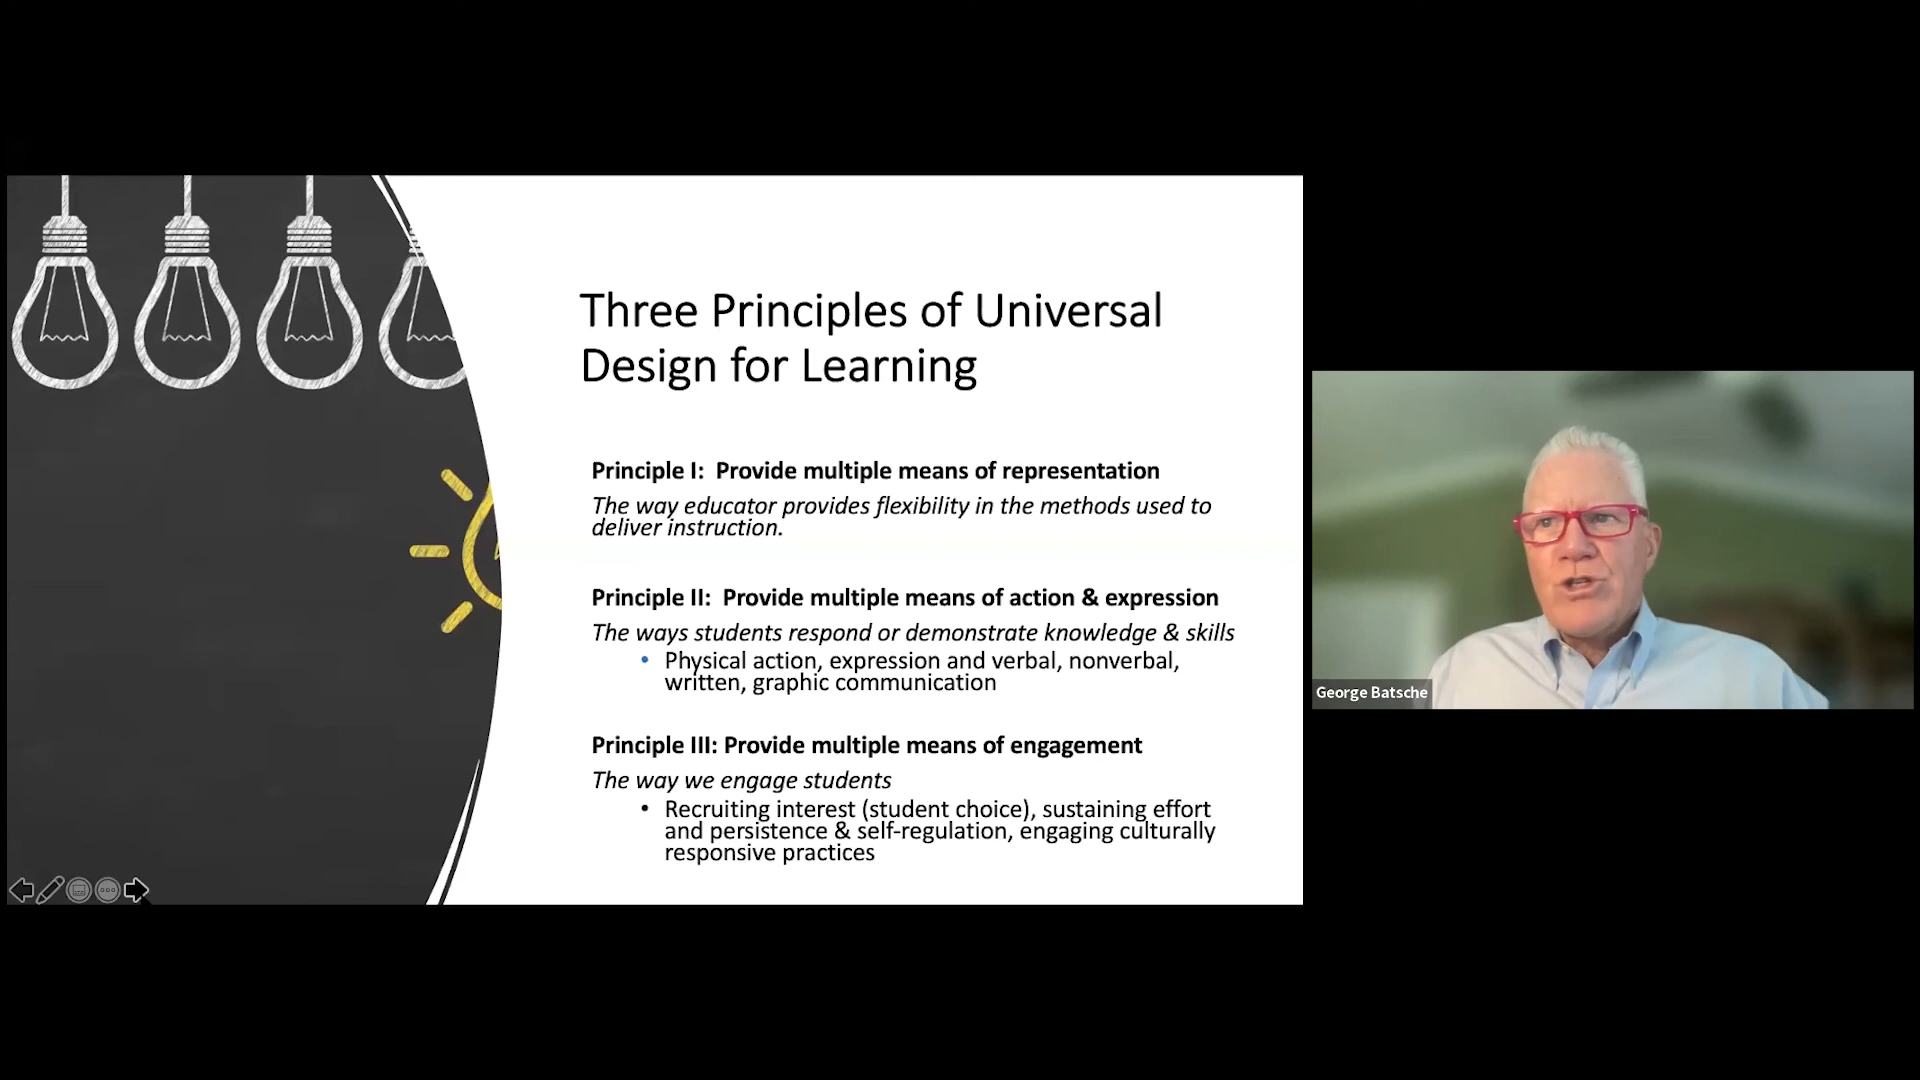 Three Principles of Universal
Design for Learning
Principle I:  Provide multiple means of representation
The way educator provides flexibility in the methods used to
deliver instruction.
Principle II:  Provide multiple means of action & expression
The ways students respond or demonstrate knowledge & skills
• Physical action, expression and verbal, nonverbal,
written, graphic communication
Principle III: Provide multiple means of engagement
The way we engage students
• Recruiting interest (student choice), sustaining effort
and persistence & self-regulation, engaging culturally
responsive practices
George Batsche